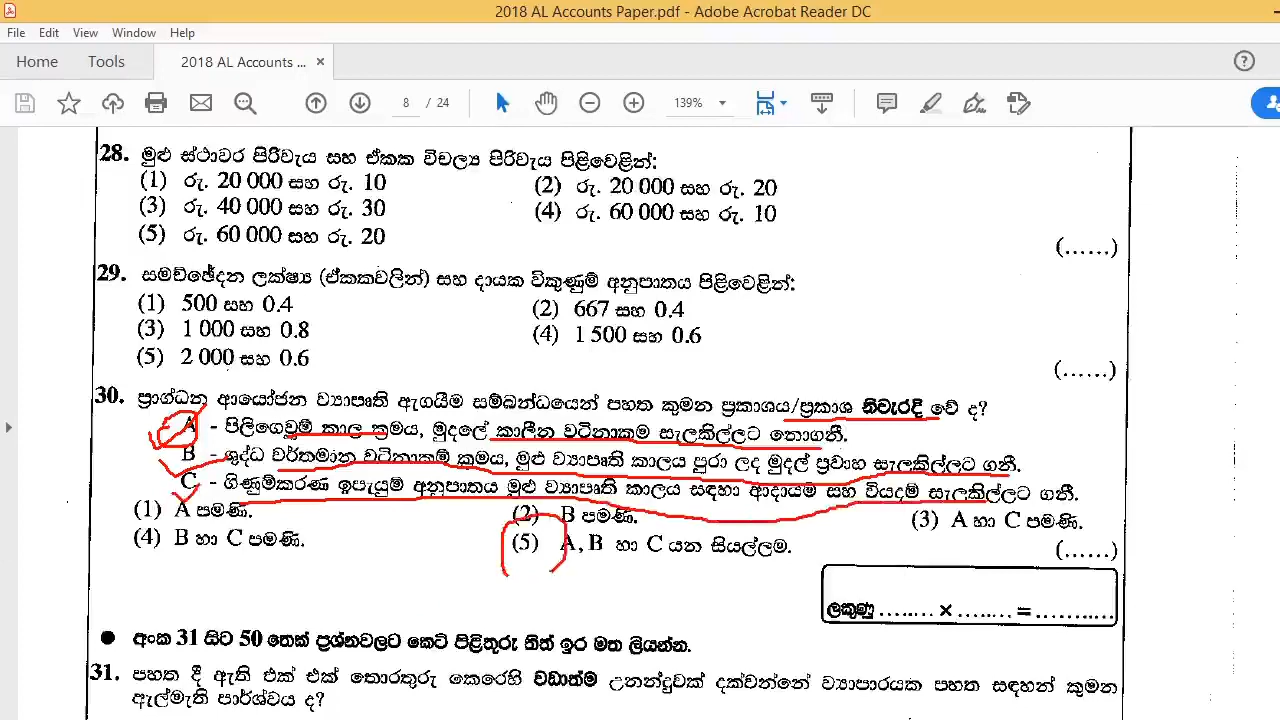 2018 AL Accounts Paper.pdf - Adobe Acrobat Reader DC
File Edit View Window Help
Home Tools 2018 AL Accounts ... ×
8 / 24 139%
28. මුළු ස්ථාවර පිරිවැය සහ ඒකක විචල්‍ය පිරිවැය පිළිවෙළින්:
(1) රු. 20 000 සහ රු. 10 (2) රු. 20 000 සහ රු. 20
(3) රු. 40 000 සහ රු. 30 (4) රු. 60 000 සහ රු. 10
(5) රු. 60 000 සහ රු. 20
(......)
29. සමච්ඡේදන ලක්ෂ්‍ය (ඒකකවලින්) සහ දායක විකුණුම් අනුපාතය පිළිවෙළින්:
(1) 500 සහ 0.4 (2) 667 සහ 0.4
(3) 1 000 සහ 0.8 (4) 1 500 සහ 0.6
(5) 2 000 සහ 0.6
(......)
30. ප්‍රාග්ධන ආයෝජන ව්‍යාපෘති ඇගයීම සම්බන්ධයෙන් පහත කුමන ප්‍රකාශය/ප්‍රකාශ නිවැරදි වේ ද?
A - පිලිගෙවුම් කාල ක්‍රමය, මුදලේ කාලීන වටිනාකම සැලකිල්ලට නොගනී.
B - ශුද්ධ වර්තමාන වටිනාකම් ක්‍රමය, මුළු ව්‍යාපෘති කාලය පුරා ලද මුදල් ප්‍රවාහ සැලකිල්ලට ගනී.
C - ගිණුම්කරණ ඉපැයුම් අනුපාතය මුළු ව්‍යාපෘති කාලය සඳහා ආදායම් සහ වියදම් සැලකිල්ලට ගනී.
(1) A පමණි. (2) B පමණි. (3) A හා C පමණි.
(4) B හා C පමණි. (5) A, B හා C යන සියල්ලම. (......)
ලකුණු ........ × ........ = ...........
● අංක 31 සිට 50 තෙක් ප්‍රශ්නවලට කෙටි පිළිතුරු තිත් ඉර මත ලියන්න.
31. පහත දී ඇති එක් එක් තොරතුරු කෙරෙහි වඩාත්ම උනන්දුවක් දක්වන්නේ ව්‍යාපාරයක පහත සඳහන් කුමන
ඇල්මැති පාර්ශ්වය ද?